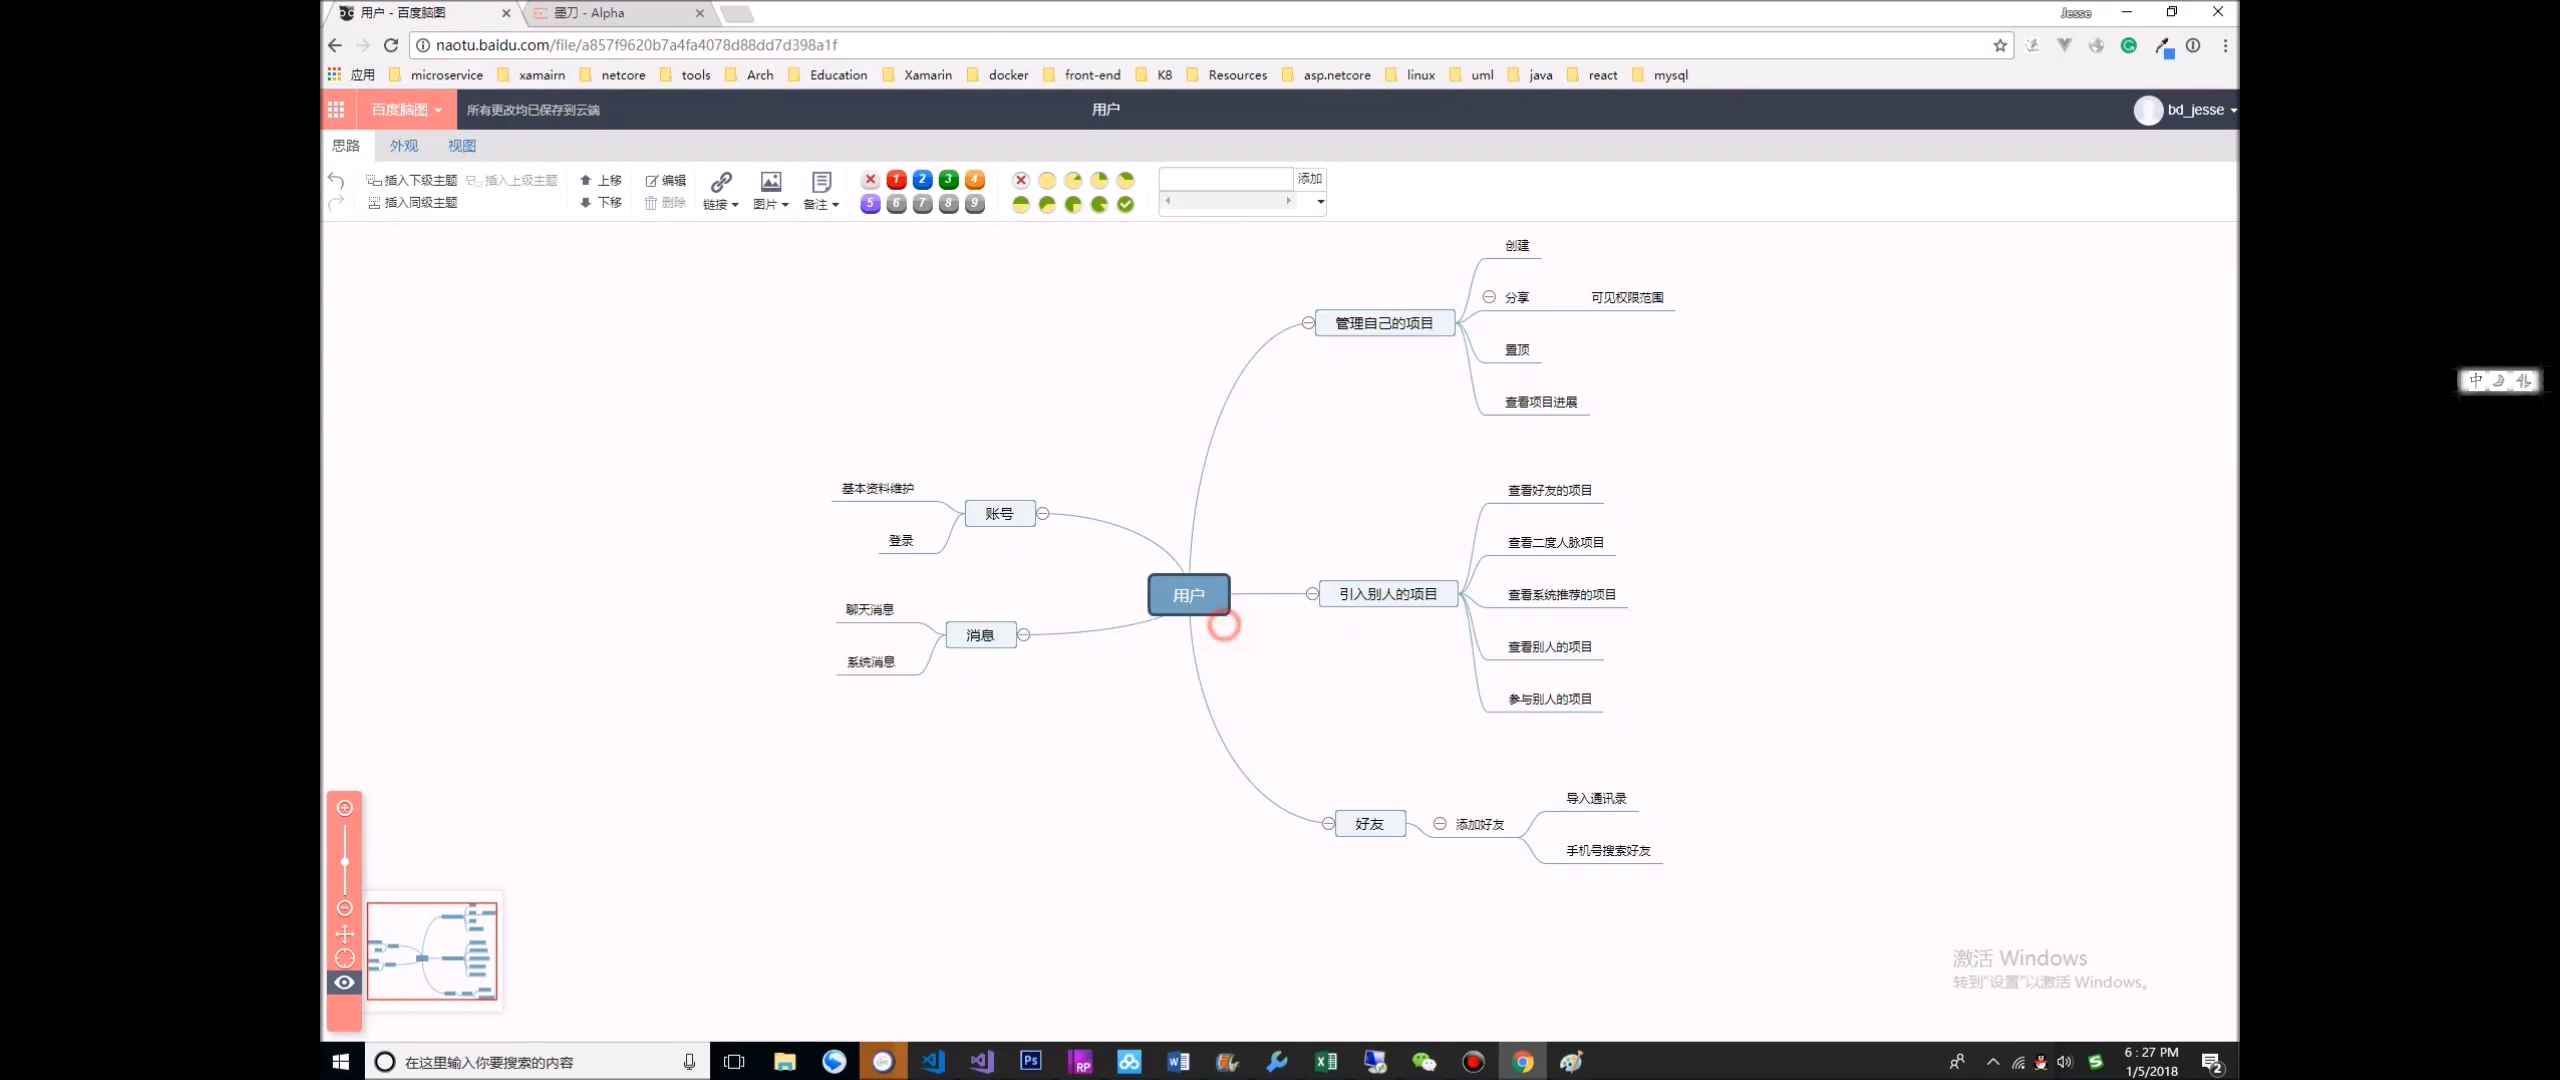 用户 - 百度脑图
墨刀 - Alpha
Jesse
naotu.baidu.com/file/a857f9620b7a4fa4078d88dd7d398a1f
应用 microservice xamairn netcore tools Arch Education Xamarin docker front-end K8 Resources asp.netcore linux uml java react mysql
百度脑图 所有更改均已保存到云端 用户 bd_jesse
思路 外观 视图
插入下级主题 插入上级主题 上移 编辑 1 2 3 4 添加
插入同级主题 下移 删除 链接 图片 备注 5 6 7 8 9
创建
分享 可见权限范围
管理自己的项目
置顶
中
查看项目进展
基本资料维护
查看好友的项目
账号
登录
查看二度人脉项目
用户
引入别人的项目
查看系统推荐的项目
聊天消息
消息
查看别人的项目
系统消息
参与别人的项目
导入通讯录
好友
添加好友
手机号搜索好友
激活 Windows
转到“设置”以激活 Windows。
在这里输入你要搜索的内容
Ps
RP
6:27 PM
1/5/2018
2